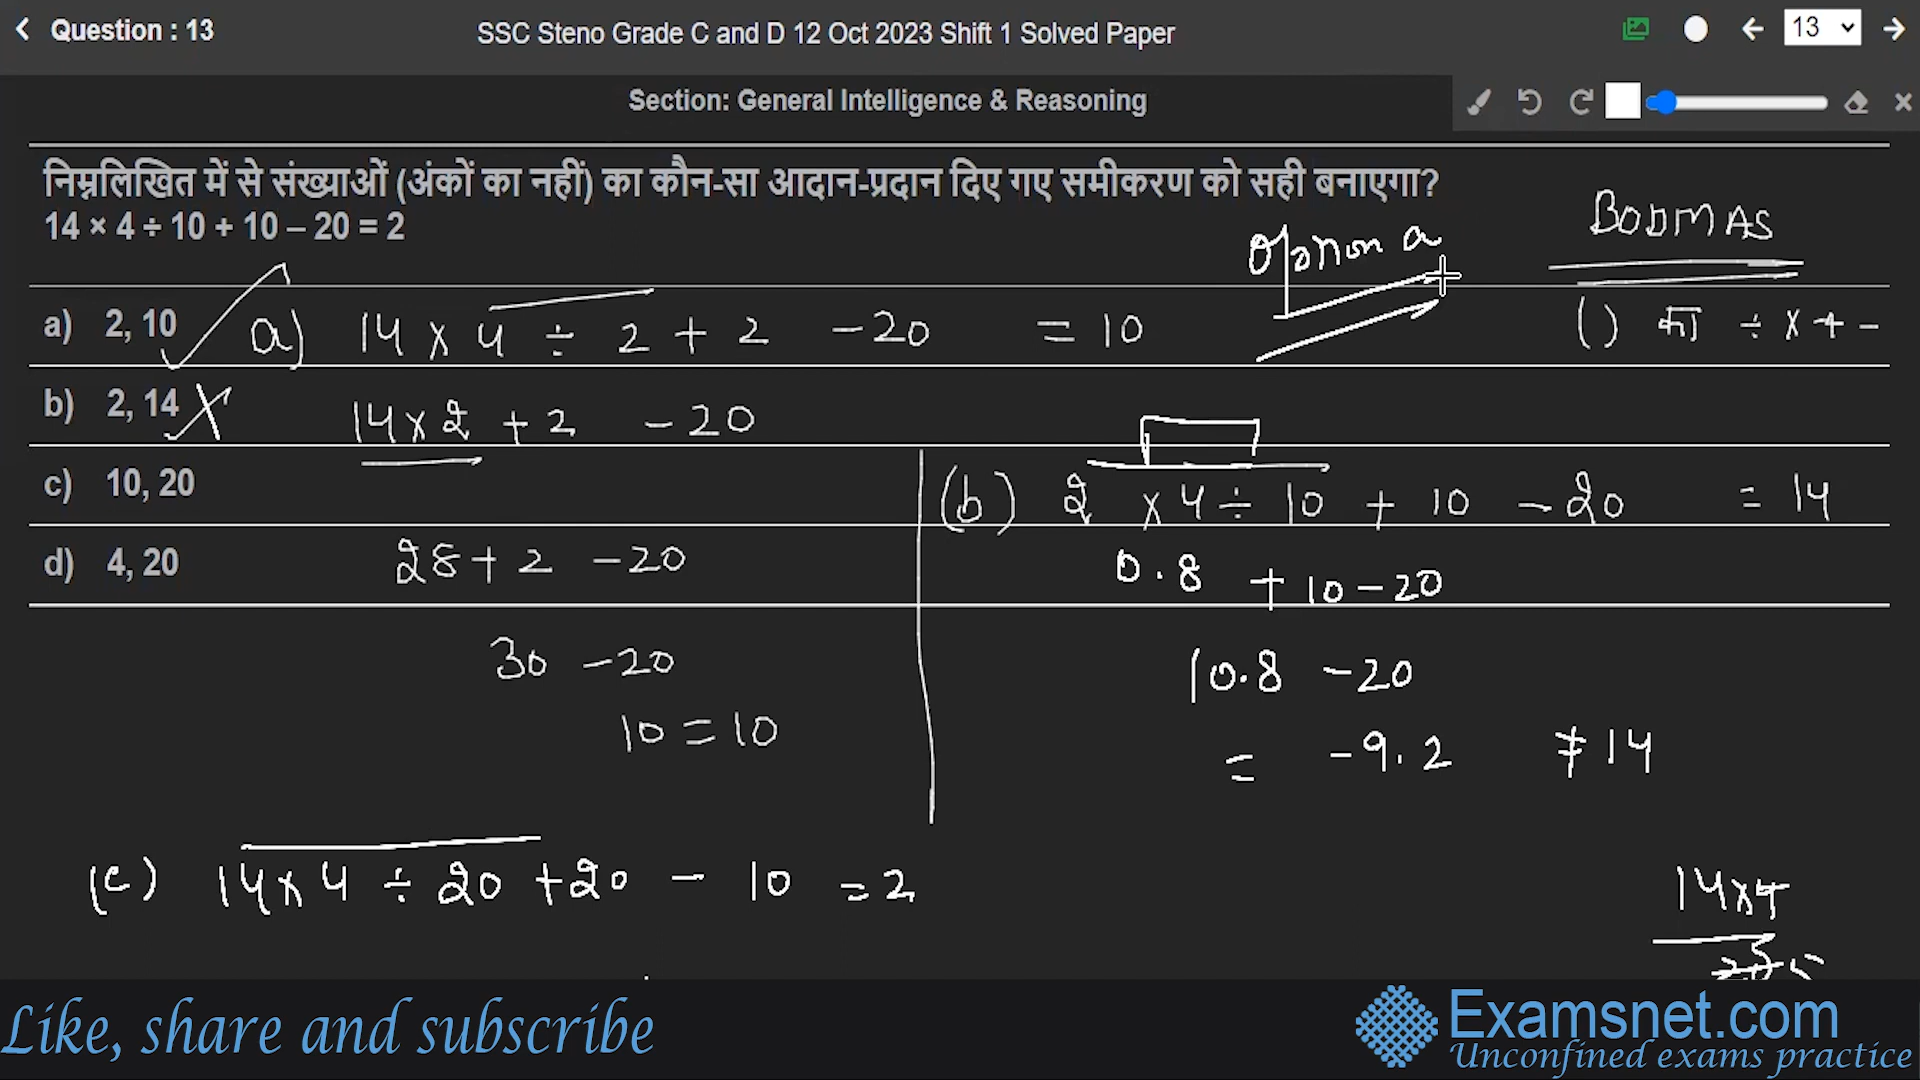 Question : 13
SSC Steno Grade C and D 12 Oct 2023 Shift 1 Solved Paper
13
Section: General Intelligence & Reasoning
निम्नलिखित में से संख्याओं (अंकों का नहीं) का कौन-सा आदान-प्रदान दिए गए समीकरण को सही बनाएगा?
14 × 4 ÷ 10 + 10 – 20 = 2
BODMAS
Option a
a) 2, 10
a) 14 × 4 ÷ 2 + 2 - 20 = 10
() का ÷ × + -
b) 2, 14
14 × 2 + 2 - 20
c) 10, 20
(b) 2 × 4 ÷ 10 + 10 - 20 = 14
d) 4, 20
28 + 2 - 20
0.8 + 10 - 20
30 - 20
10.8 - 20
10 = 10
= - 9.2 ≠ 14
(c) 14 × 4 ÷ 20 + 20 - 10 = 2
14 × 4
Like, share and subscribe
Examsnet.com
Unconfined exams practice